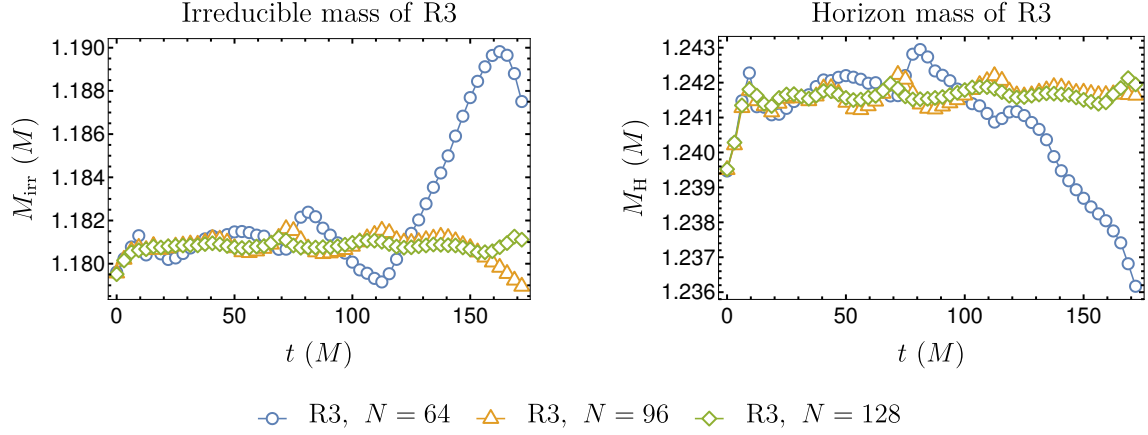 Irreducible mass of R3
M_irr (M)
1.190
1.188
1.186
1.184
1.182
1.180
0 50 100 150
t (M)
Horizon mass of R3
M_H (M)
1.243
1.242
1.241
1.240
1.239
1.238
1.237
1.236
0 50 100 150
t (M)
R3, N = 64 R3, N = 96 R3, N = 128